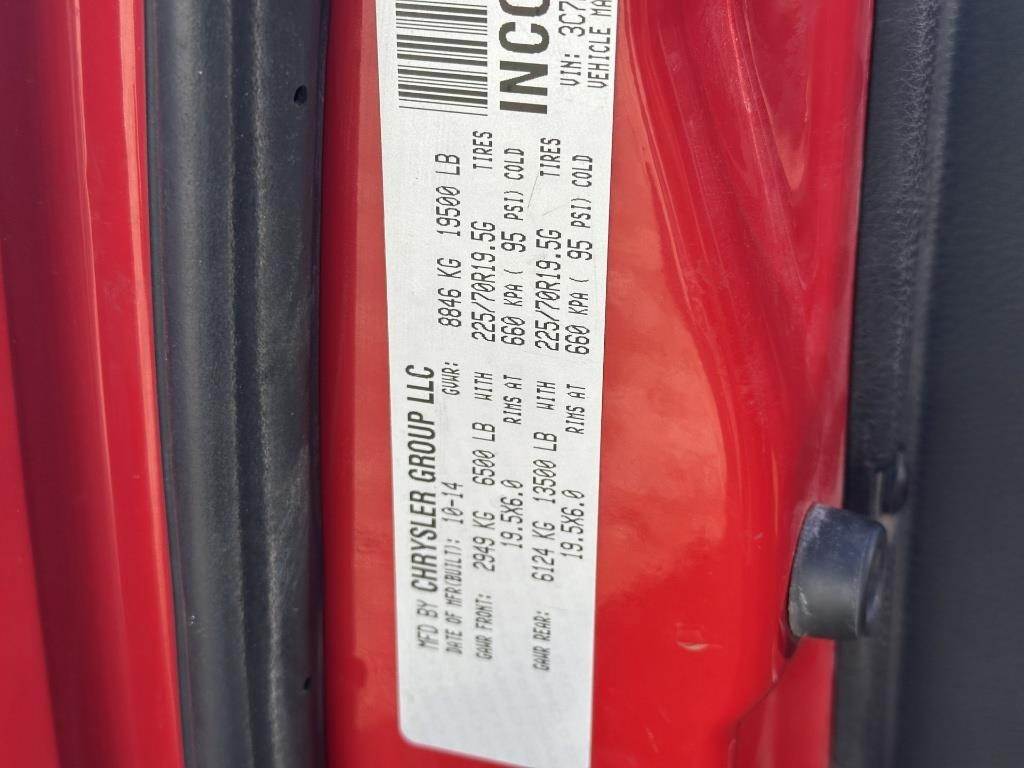 MFD BY CHRYSLER GROUP LLC
DATE OF MFR(BUILT): 10-14 GVWR: 8846 KG 19500 LB
GAWR FRONT: 2949 KG 6500 LB WITH 225/70R19.5G TIRES
19.5X6.0 RIMS AT 660 KPA ( 95 PSI) COLD
GAWR REAR: 6124 KG 13500 LB WITH 225/70R19.5G TIRES
19.5X6.0 RIMS AT 660 KPA ( 95 PSI) COLD
INCO
VIN: 3C7
VEHICLE MA